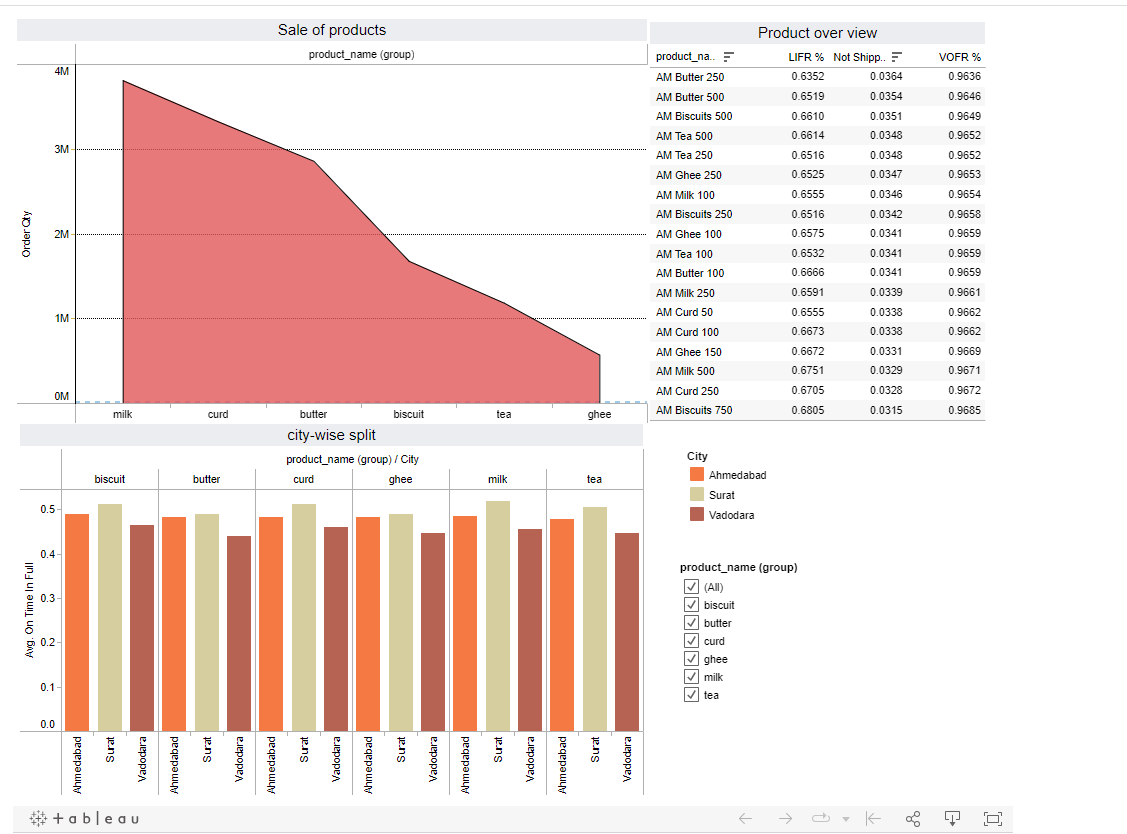 Sale of products
product_name (group)
4M
3M
2M
1M
0M
Order Qty
milk curd butter biscuit tea ghee
Product over view
product_na.. LIFR % Not Shipp.. VOFR %
AM Butter 250 0.6352 0.0364 0.9636
AM Butter 500 0.6519 0.0354 0.9646
AM Biscuits 500 0.6610 0.0351 0.9649
AM Tea 500 0.6614 0.0348 0.9652
AM Tea 250 0.6516 0.0348 0.9652
AM Ghee 250 0.6525 0.0347 0.9653
AM Milk 100 0.6555 0.0346 0.9654
AM Biscuits 250 0.6516 0.0342 0.9658
AM Ghee 100 0.6575 0.0341 0.9659
AM Tea 100 0.6532 0.0341 0.9659
AM Butter 100 0.6666 0.0341 0.9659
AM Milk 250 0.6591 0.0339 0.9661
AM Curd 50 0.6555 0.0338 0.9662
AM Curd 100 0.6673 0.0338 0.9662
AM Ghee 150 0.6672 0.0331 0.9669
AM Milk 500 0.6751 0.0329 0.9671
AM Curd 250 0.6705 0.0328 0.9672
AM Biscuits 750 0.6805 0.0315 0.9685
city-wise split
product_name (group) / City
biscuit butter curd ghee milk tea
0.5
0.4
0.3
0.2
0.1
0.0
Avg. On Time In Full
Ahmedabad Surat Vadodara Ahmedabad Surat Vadodara Ahmedabad Surat Vadodara Ahmedabad Surat Vadodara Ahmedabad Surat Vadodara Ahmedabad Surat Vadodara
City
Ahmedabad
Surat
Vadodara
product_name (group)
(All)
biscuit
butter
curd
ghee
milk
tea
+ableau